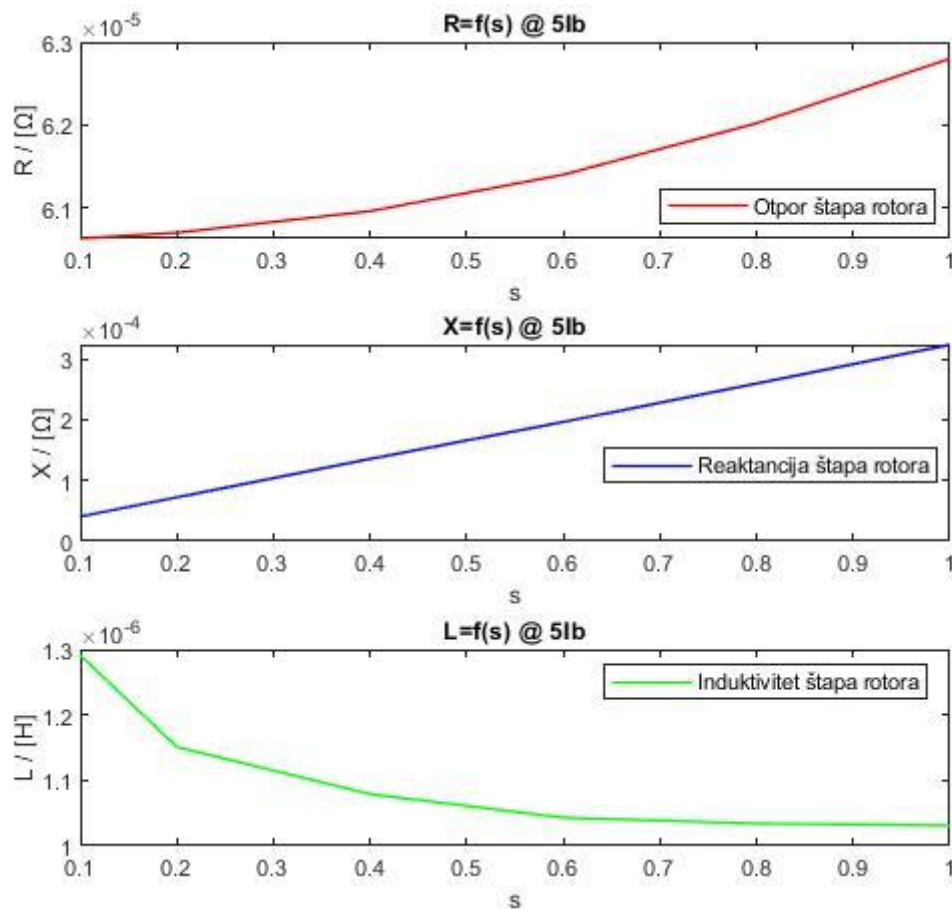 R=f(s) @ 5Ib
×10⁻⁵
6.3
6.2
6.1
R / [Ω]
Otpor štapa rotora
0.1 0.2 0.3 0.4 0.5 0.6 0.7 0.8 0.9 1
s
X=f(s) @ 5Ib
×10⁻⁴
3
2
1
0
X / [Ω]
Reaktancija štapa rotora
0.1 0.2 0.3 0.4 0.5 0.6 0.7 0.8 0.9 1
s
L=f(s) @ 5Ib
×10⁻⁶
1.3
1.2
1.1
1
L / [H]
Induktivitet štapa rotora
0.1 0.2 0.3 0.4 0.5 0.6 0.7 0.8 0.9 1
s